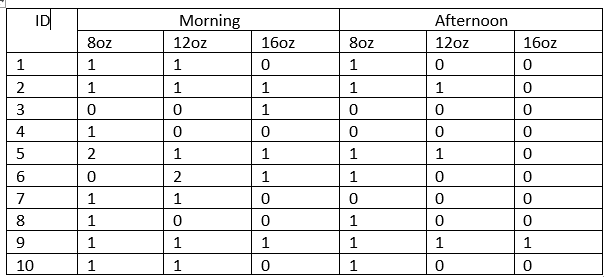 ID Morning Afternoon
8oz 12oz 16oz 8oz 12oz 16oz
1 1 1 0 1 0 0
2 1 1 1 1 1 0
3 0 0 1 0 0 0
4 1 0 0 0 0 0
5 2 1 1 1 1 0
6 0 2 1 1 0 0
7 1 1 0 0 0 0
8 1 0 0 1 0 0
9 1 1 1 1 1 1
10 1 1 0 1 0 0